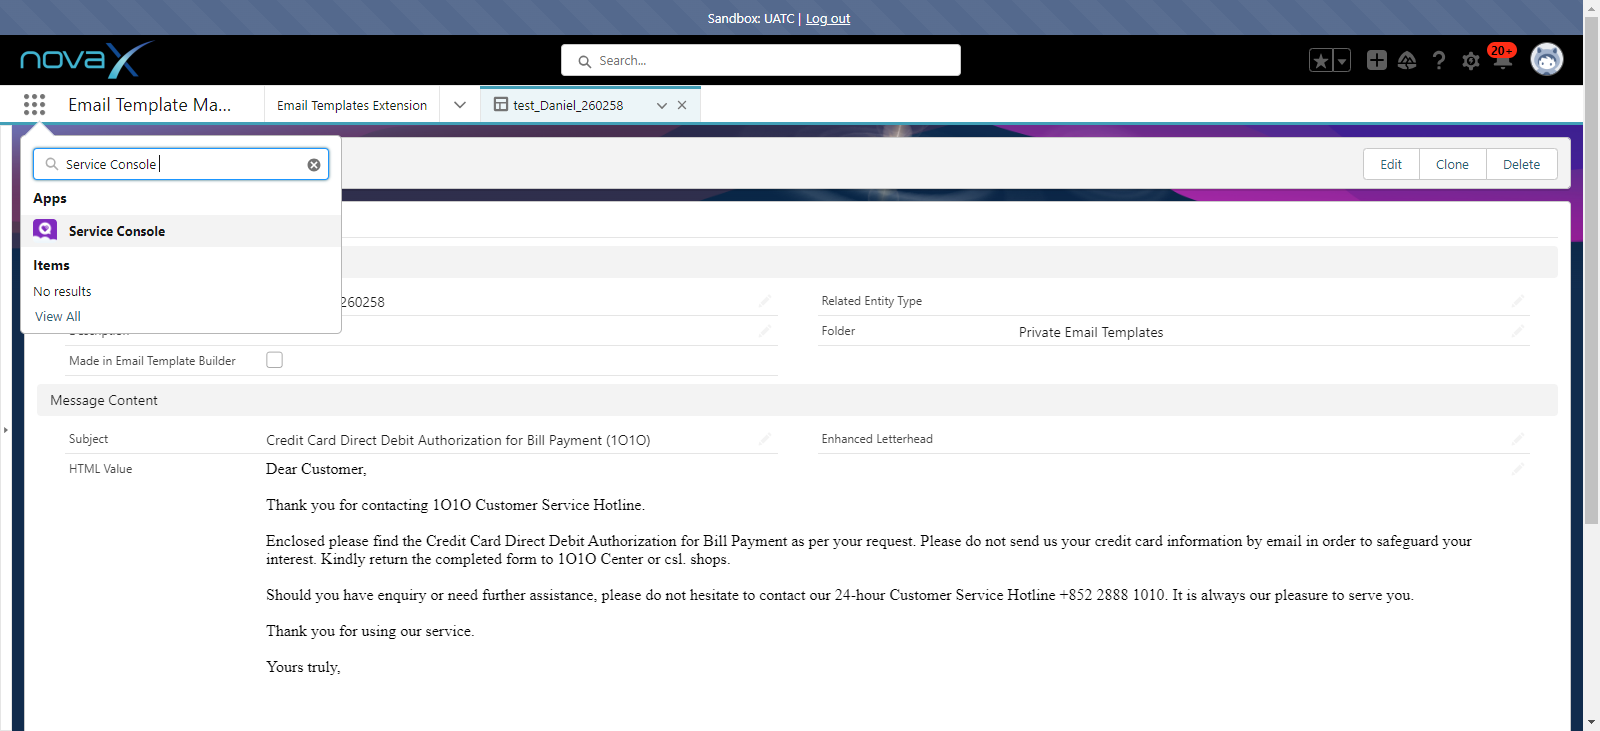 Sandbox: UATC | Log out
novaX
Search...
20+
Email Template Ma...
Email Templates Extension
test_Daniel_260258
Service Console
Apps
Service Console
Items
No results
View All
Edit
Clone
Delete
260258
Related Entity Type
Folder
Private Email Templates
Made in Email Template Builder
Message Content
Subject
Credit Card Direct Debit Authorization for Bill Payment (1O1O)
Enhanced Letterhead
HTML Value
Dear Customer,
Thank you for contacting 1O1O Customer Service Hotline.
Enclosed please find the Credit Card Direct Debit Authorization for Bill Payment as per your request. Please do not send us your credit card information by email in order to safeguard your
interest. Kindly return the completed form to 1O1O Center or csl. shops.
Should you have enquiry or need further assistance, please do not hesitate to contact our 24-hour Customer Service Hotline +852 2888 1010. It is always our pleasure to serve you.
Thank you for using our service.
Yours truly,